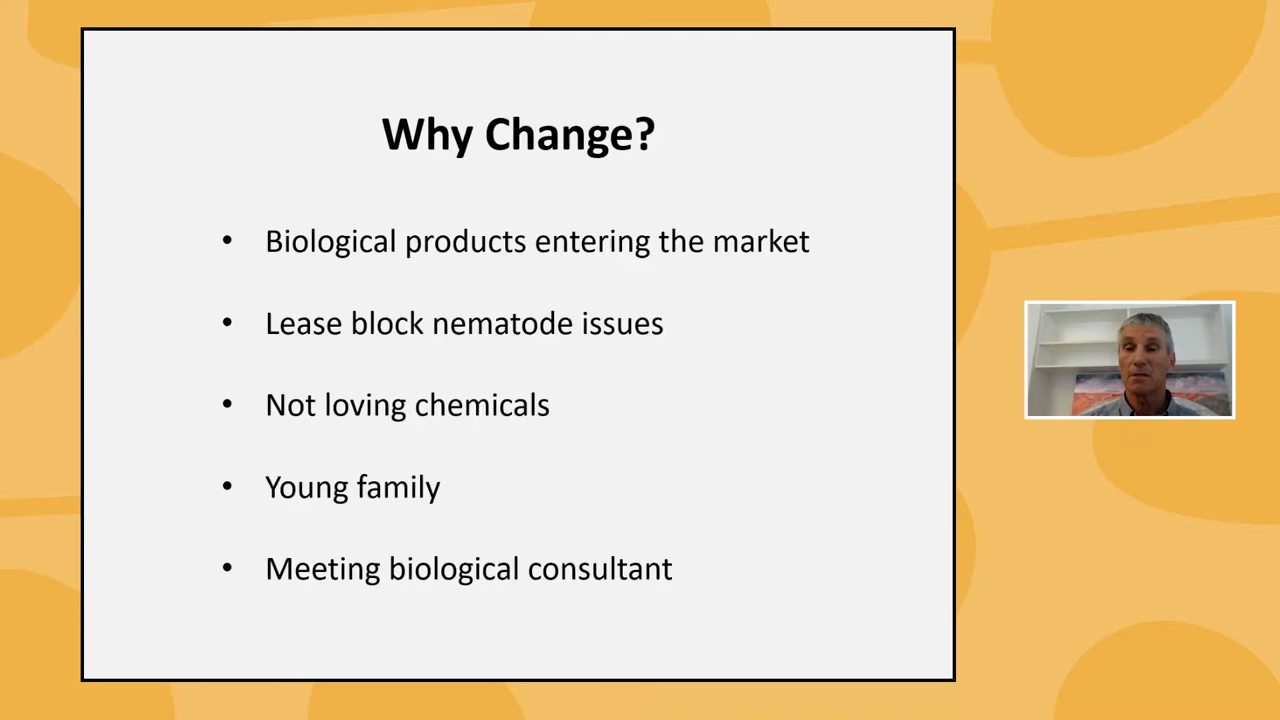 Why Change?
• Biological products entering the market
• Lease block nematode issues
• Not loving chemicals
• Young family
• Meeting biological consultant